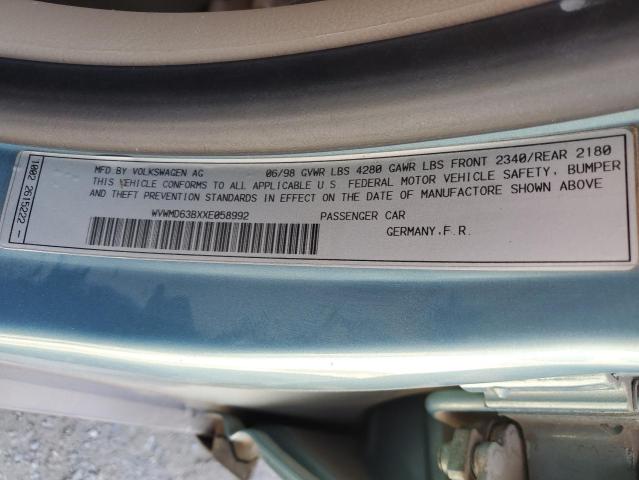 MFD BY VOLKSWAGEN AG 06/98 GVWR LBS 4280 GAWR LBS FRONT 2340/REAR 2180
THIS VEHICLE CONFORMS TO ALL APPLICABLE U S FEDERAL MOTOR VEHICLE SAFETY, BUMPER
AND THEFT PREVENTION STANDARDS IN EFFECT ON THE DATE OF MANUFACTORE SHOWN ABOVE
WVWMD63BXXE058992 PASSENGER CAR
GERMANY.F.R.
1002 2615222 -